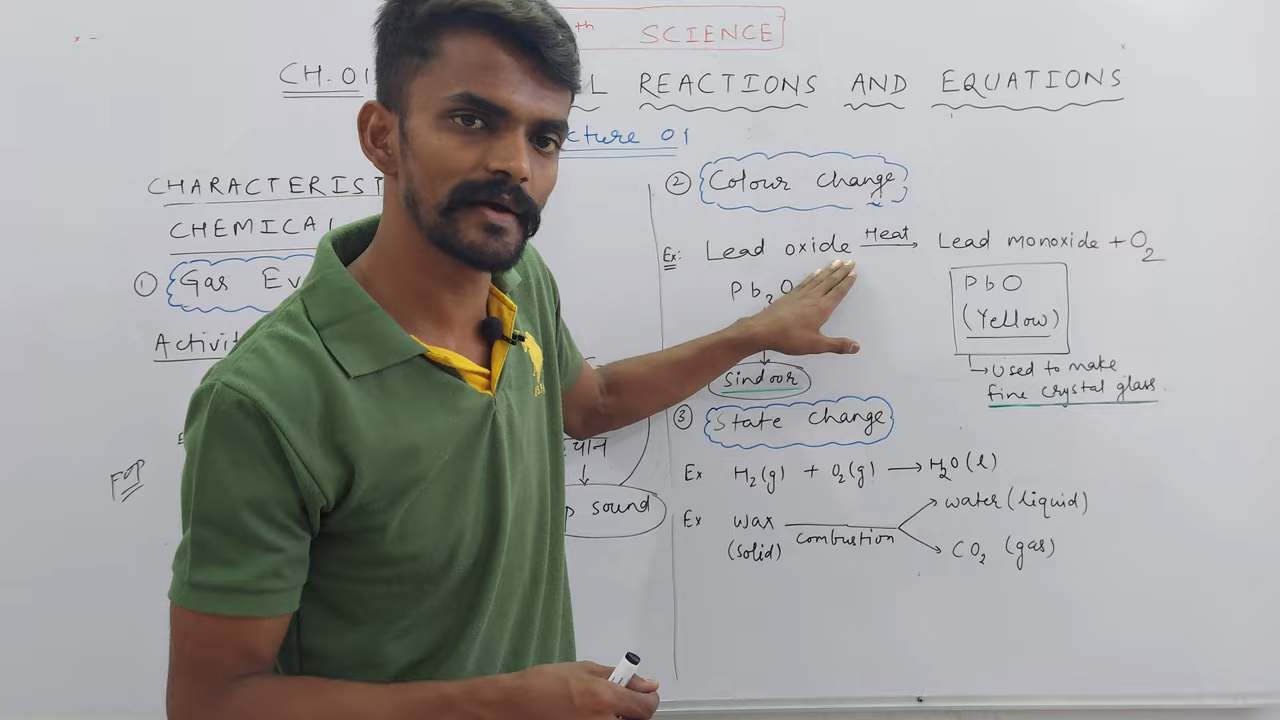 th SCIENCE
CH.01 L REACTIONS AND EQUATIONS
cture 01
CHARACTERIST
CHEMICAL
① Gas Ev
Activit
FOP
यान
p sound
② Colour Change
Ex: Lead oxide Heat → Lead monoxide + O2
Pb2O
Sindoor
PbO
(Yellow)
→ Used to make
fine crystal glass.
③ State Change
Ex H2(g) + O2(g) → H2O(l)
Ex Wax combustion water (liquid)
(Solid) CO2 (gas)